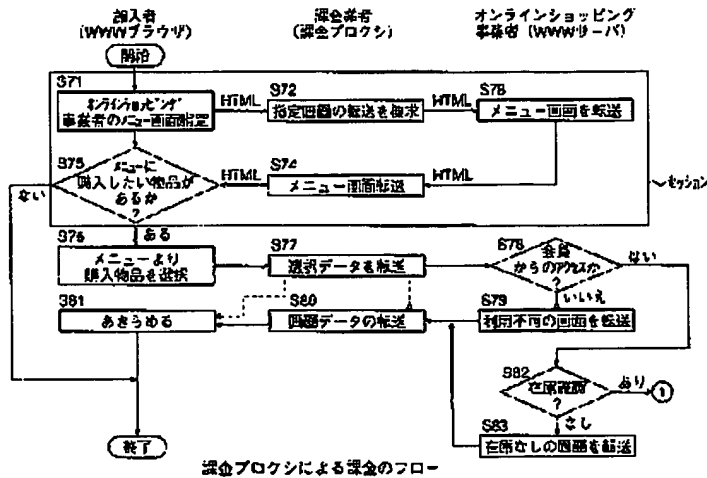 加入者
(WWWブラウザ)
課金業者
(課金プロクシ)
オンラインショッピング
事業者 (WWWサーバ)
開始
S71
オンラインショッピング
事業者のメニュー画面指定
HTML
S72
指定画面の転送を要求
HTML
S73
メニュー画面を転送
S75
メニューに
購入したい物品が
あるか
?
HTML
S74
メニュー画面転送
HTML
セッション
ない
ある
S76
メニューより
購入物品を選択
S77
選択データを転送
S78
会員
からのアクセスか
?
ない
いいえ
S81
あきらめる
S80
画面データの転送
S79
利用不可の画面を転送
S82
在庫確認
?
あり
1
なし
S83
在庫なしの画面を転送
終了
課金プロクシによる課金のフロー